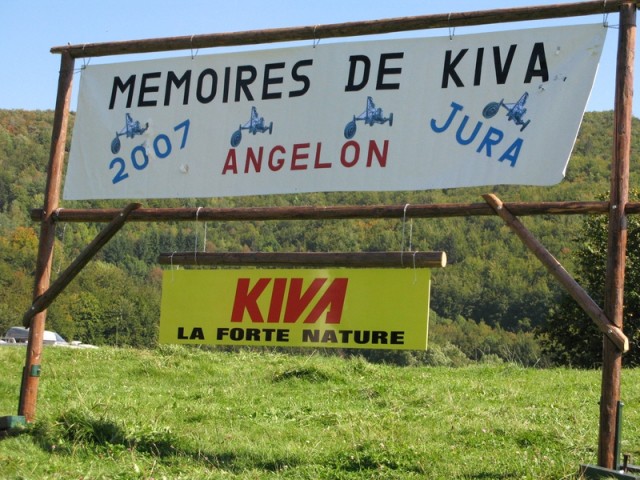 MEMOIRES DE KIVA
2007 ANGELON JURA
KIVA
LA FORTE NATURE